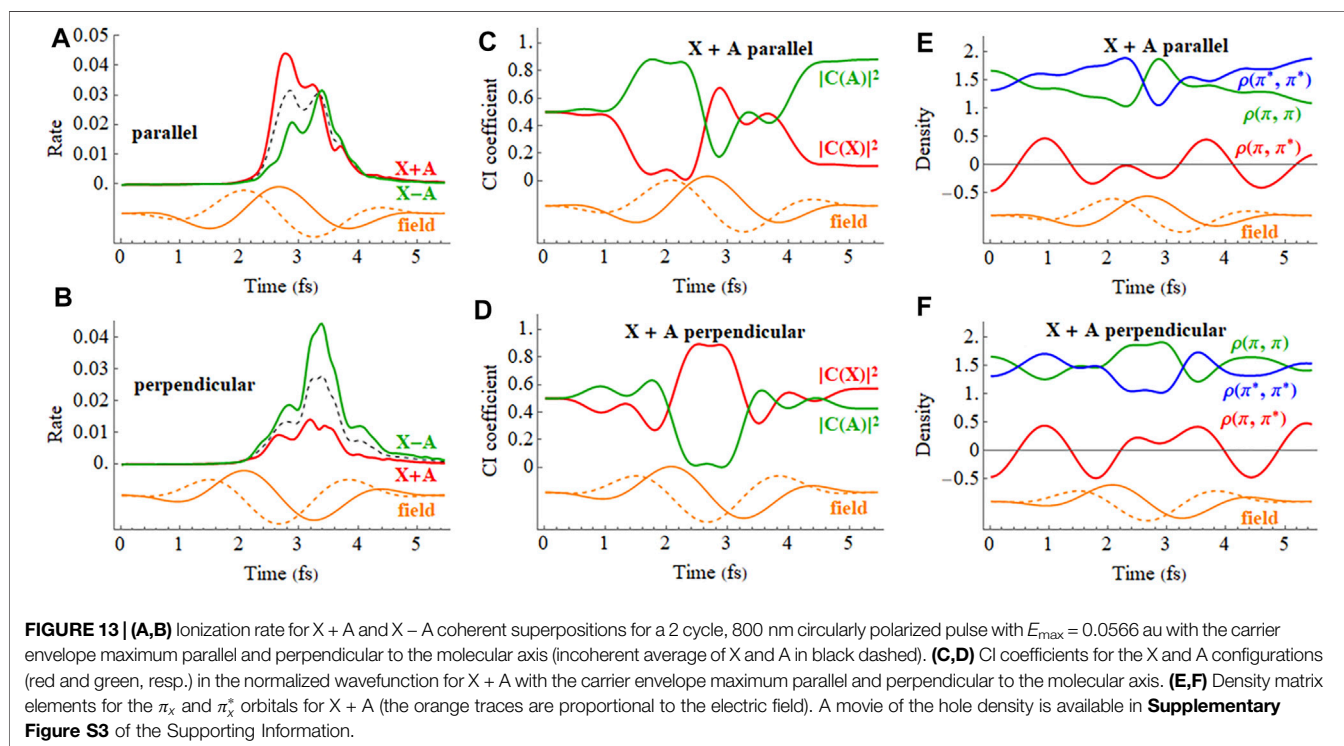 A
0.05
0.04
0.03
0.02
0.01
0.
Rate
parallel
X+A
X−A
field
0 1 2 3 4 5
Time (fs)
B
0.04
0.03
0.02
0.01
0.
Rate
perpendicular
X−A
X+A
field
0 1 2 3 4 5
Time (fs)
C
1.
0.8
0.6
0.4
0.2
0
CI coefficient
X + A parallel
|C(A)|²
|C(X)|²
field
0 1 2 3 4 5
Time (fs)
D
1.
0.8
0.6
0.4
0.2
0
CI coefficient
X + A perpendicular
|C(X)|²
|C(A)|²
field
0 1 2 3 4 5
Time (fs)
E
2.
1.5
1.0
0.5
0
−0.5
Density
X + A parallel
ρ(π*, π*)
ρ(π, π)
ρ(π, π*)
field
0 1 2 3 4 5
Time (fs)
F
2.
1.5
1.0
0.5
0
−0.5
Density
X + A perpendicular
ρ(π, π)
ρ(π*, π*)
ρ(π, π*)
field
0 1 2 3 4 5
Time (fs)
FIGURE 13 | (A,B) Ionization rate for X + A and X – A coherent superpositions for a 2 cycle, 800 nm circularly polarized pulse with Emax = 0.0566 au with the carrier
envelope maximum parallel and perpendicular to the molecular axis (incoherent average of X and A in black dashed). (C,D) CI coefficients for the X and A configurations
(red and green, resp.) in the normalized wavefunction for X + A with the carrier envelope maximum parallel and perpendicular to the molecular axis. (E,F) Density matrix
elements for the πx and πx* orbitals for X + A (the orange traces are proportional to the electric field). A movie of the hole density is available in Supplementary
Figure S3 of the Supporting Information.